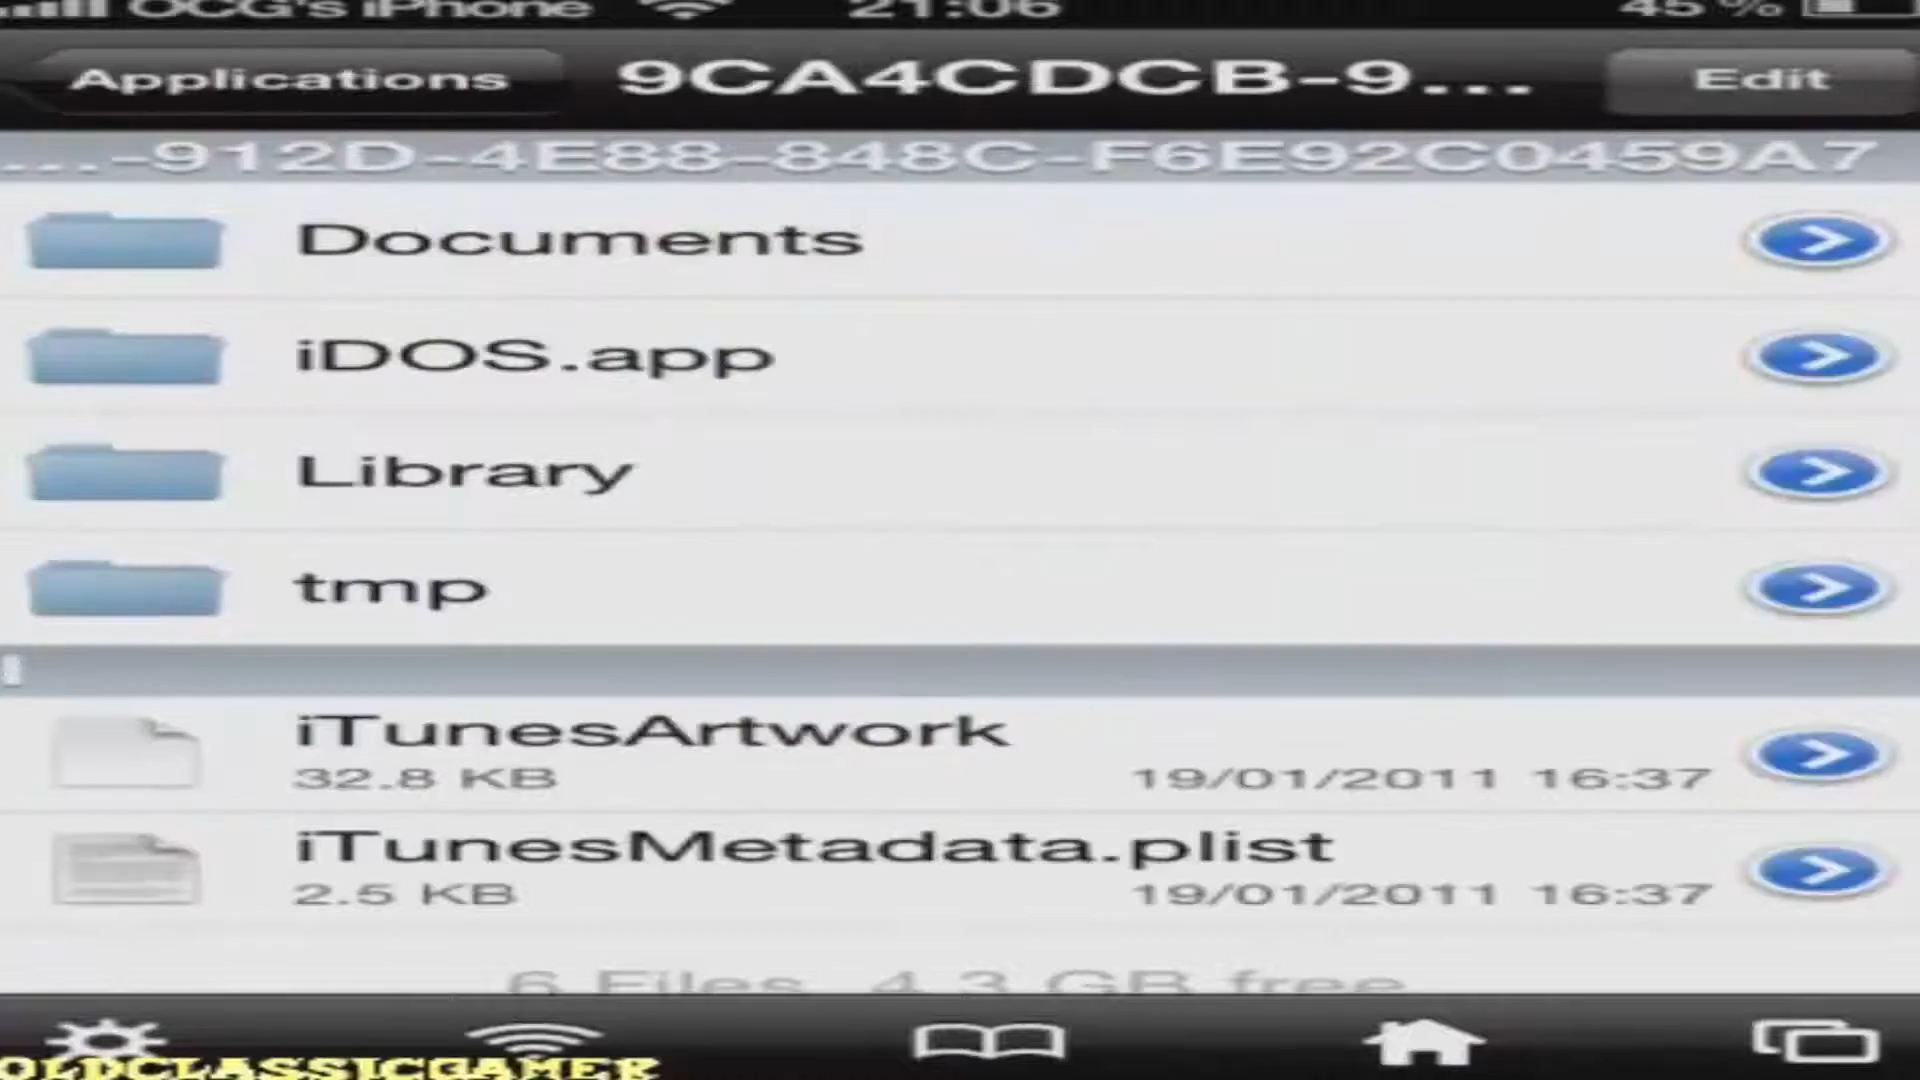 OCG's iPhone 21:06 45 %
Applications 9CA4CDCB-9... Edit
...-912D-4E88-848C-F6E92C0459A7
Documents
iDOS.app
Library
tmp
iTunesArtwork
32.8 KB 19/01/2011 16:37
iTunesMetadata.plist
2.5 KB 19/01/2011 16:37
6 Files, 4.3 GB free
OLDCLASSICGAMER